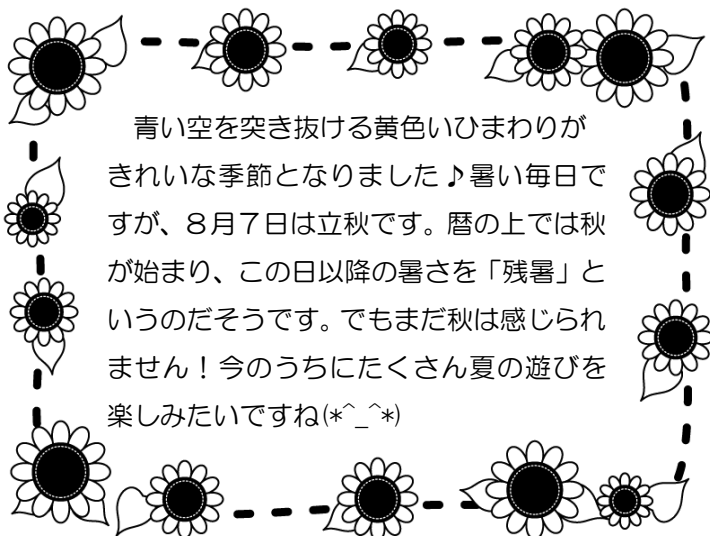 青い空を突き抜ける黄色いひまわりが
きれいな季節となりました♪暑い毎日で
すが、８月７日は立秋です。暦の上では秋
が始まり、この日以降の暑さを「残暑」と
いうのだそうです。でもまだ秋は感じられ
ません！今のうちにたくさん夏の遊びを
楽しみたいですね(*^_^*)